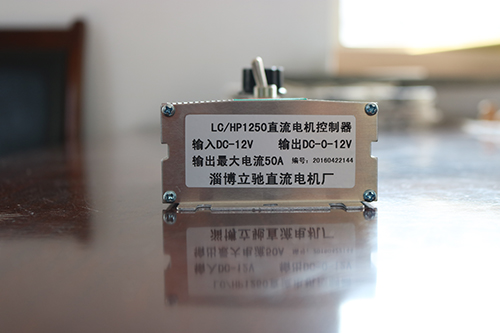 LC/HP1250直流电机控制器
输入DC-12V 输出DC-0-12V
输出最大电流50A 编号：20160422144
淄博立驰直流电机厂